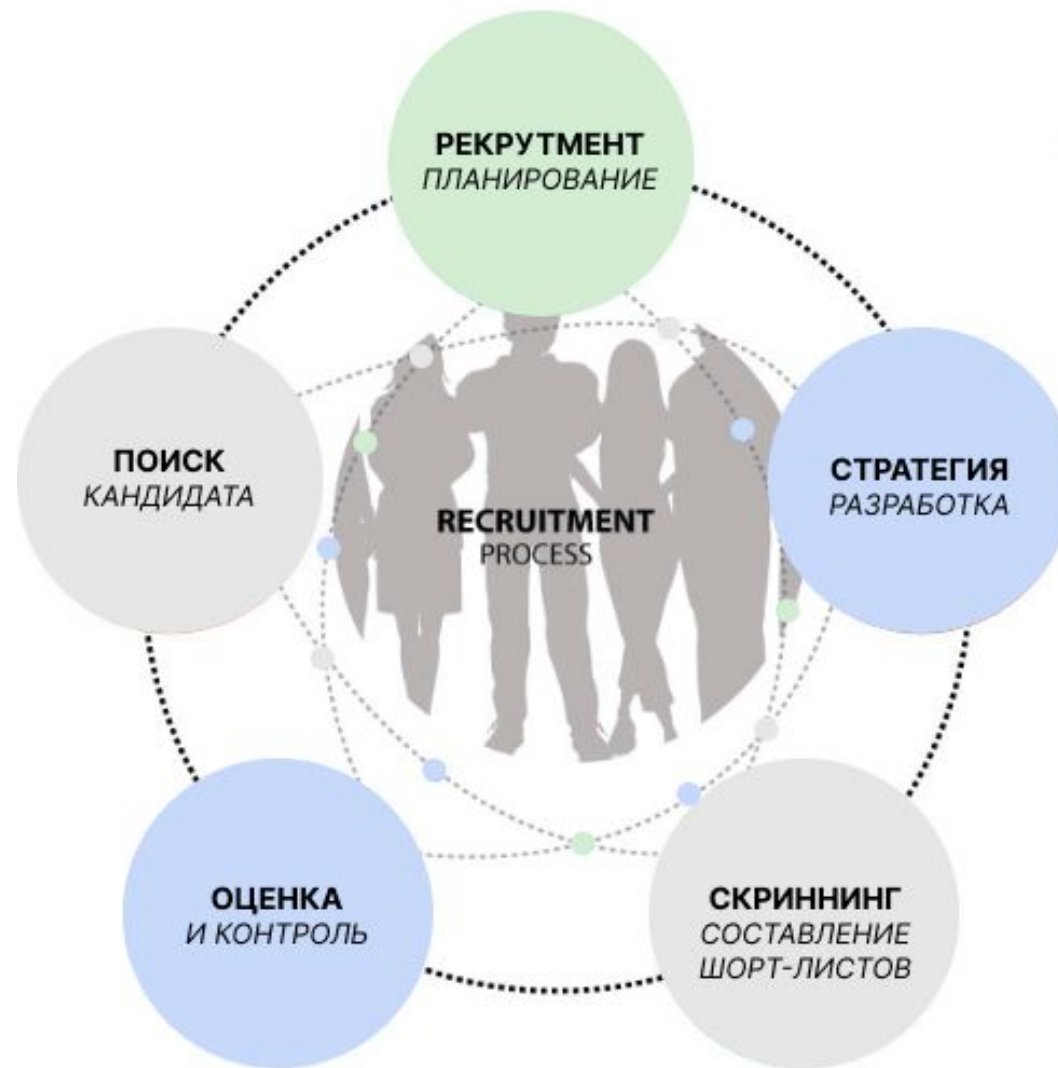 РЕКРУТМЕНТ
ПЛАНИРОВАНИЕ
ПОИСК
КАНДИДАТА
СТРАТЕГИЯ
РАЗРАБОТКА
RECRUITMENT
PROCESS
ОЦЕНКА
И КОНТРОЛЬ
СКРИННИНГ
СОСТАВЛЕНИЕ
ШОРТ-ЛИСТОВ